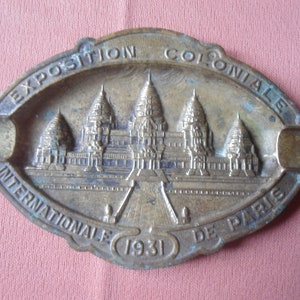 EXPOSITION COLONIALE
INTERNATIONALE 1931 DE PARIS